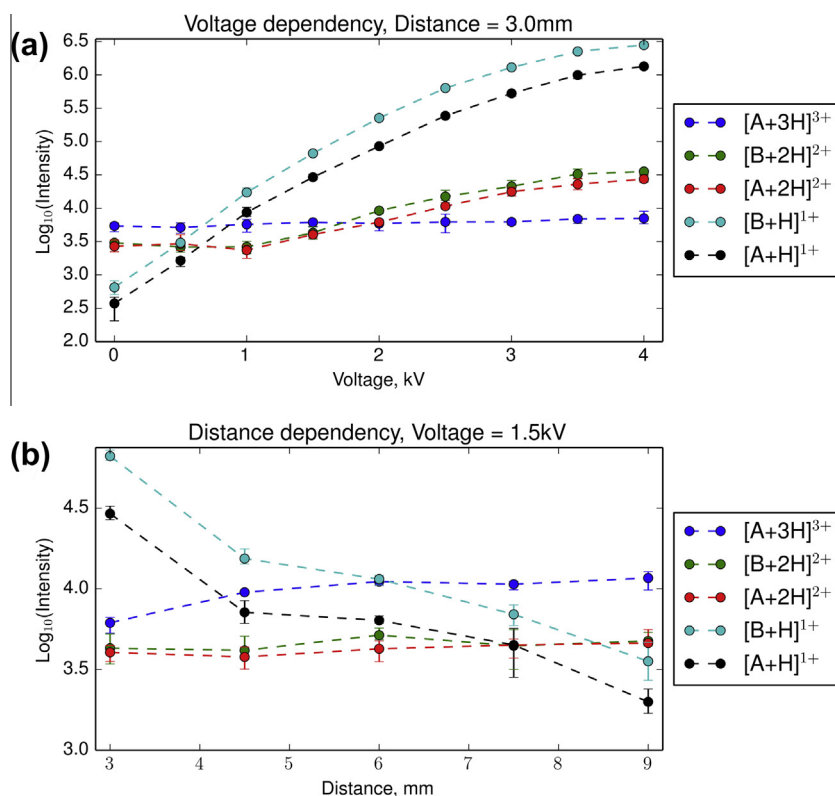 (a)
Voltage dependency, Distance = 3.0mm
6.5
6.0
5.5
5.0
4.5
4.0
3.5
3.0
2.5
2.0
Log₁₀(Intensity)
0 1 2 3 4
Voltage, kV
[A+3H]³⁺
[B+2H]²⁺
[A+2H]²⁺
[B+H]¹⁺
[A+H]¹⁺
(b)
Distance dependency, Voltage = 1.5kV
4.5
4.0
3.5
3.0
Log₁₀(Intensity)
3 4 5 6 7 8 9
Distance, mm
[A+3H]³⁺
[B+2H]²⁺
[A+2H]²⁺
[B+H]¹⁺
[A+H]¹⁺